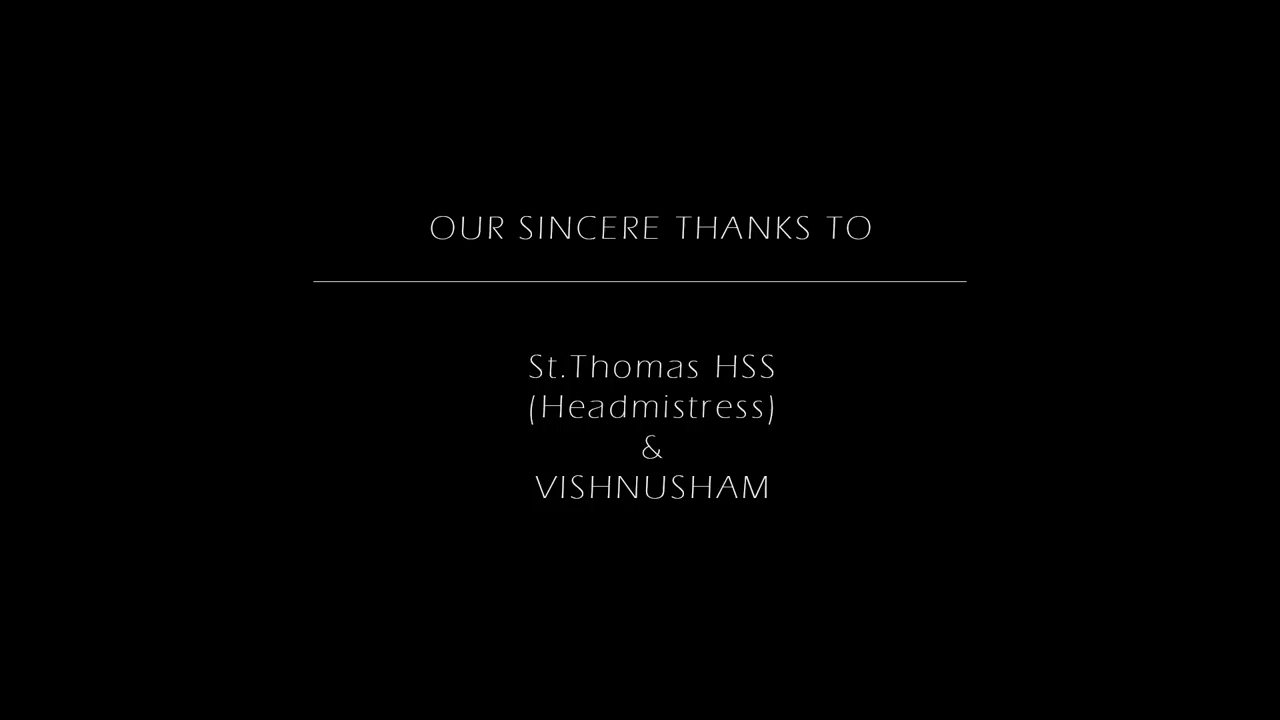 OUR SINCERE THANKS TO
St.Thomas HSS
(Headmistress)
&
VISHNUSHAM